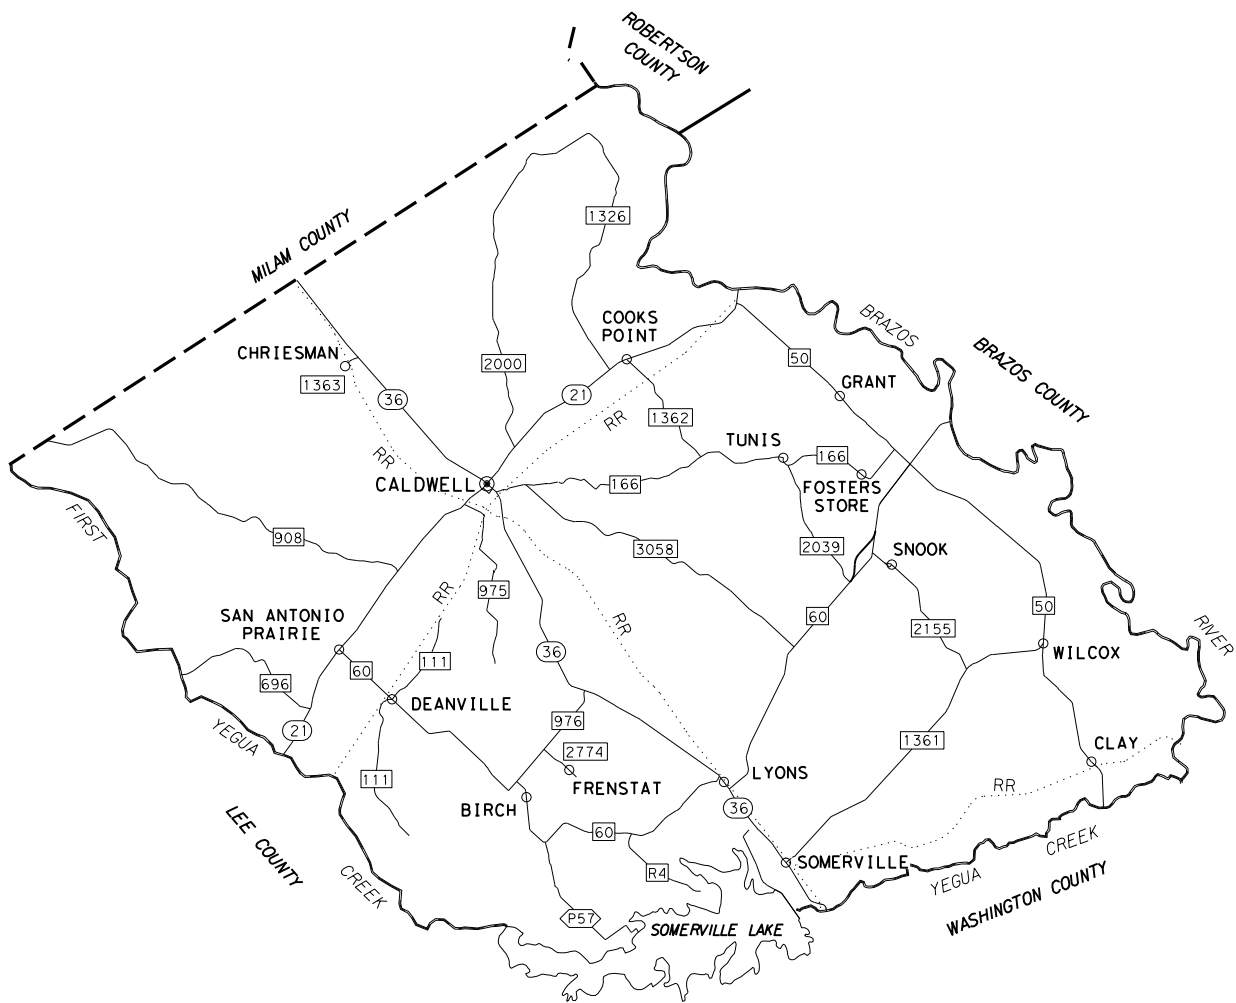 ROBERTSON
COUNTY
MILAM COUNTY
1326
COOKS
POINT
BRAZOS
BRAZOS COUNTY
CHRIESMAN
1363
2000
50
GRANT
36
21
RR
1362
RR
TUNIS
166
CALDWELL
166
FOSTERS
STORE
FIRST
908
3058
2039
SNOOK
975
RR
RR
SAN ANTONIO
PRAIRIE
60
2155
50
RIVER
36
WILCOX
111
60
696
DEANVILLE
21
YEGUA
976
1361
CLAY
2774
111
FRENSTAT
LYONS
RR
BIRCH
36
60
LEE COUNTY
CREEK
CREEK
SOMERVILLE
R4
YEGUA
WASHINGTON COUNTY
P57
SOMERVILLE LAKE